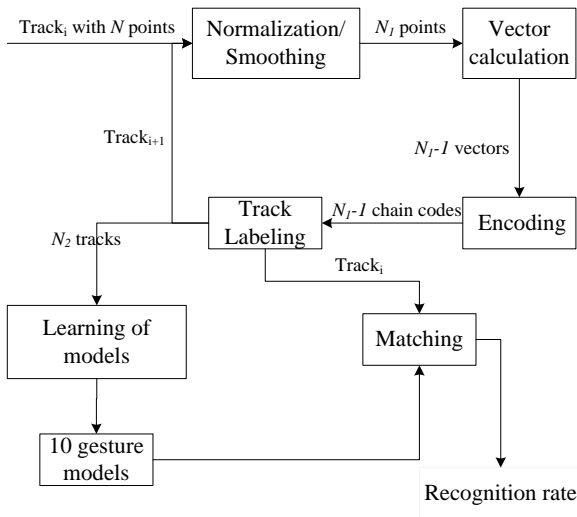 Track_i with N points
Normalization/
Smoothing
N_1 points
Vector
calculation
Track_{i+1}
N_1-1 vectors
Track
Labeling
N_1-1 chain codes
Encoding
N_2 tracks
Track_i
Learning of
models
Matching
10 gesture
models
Recognition rate